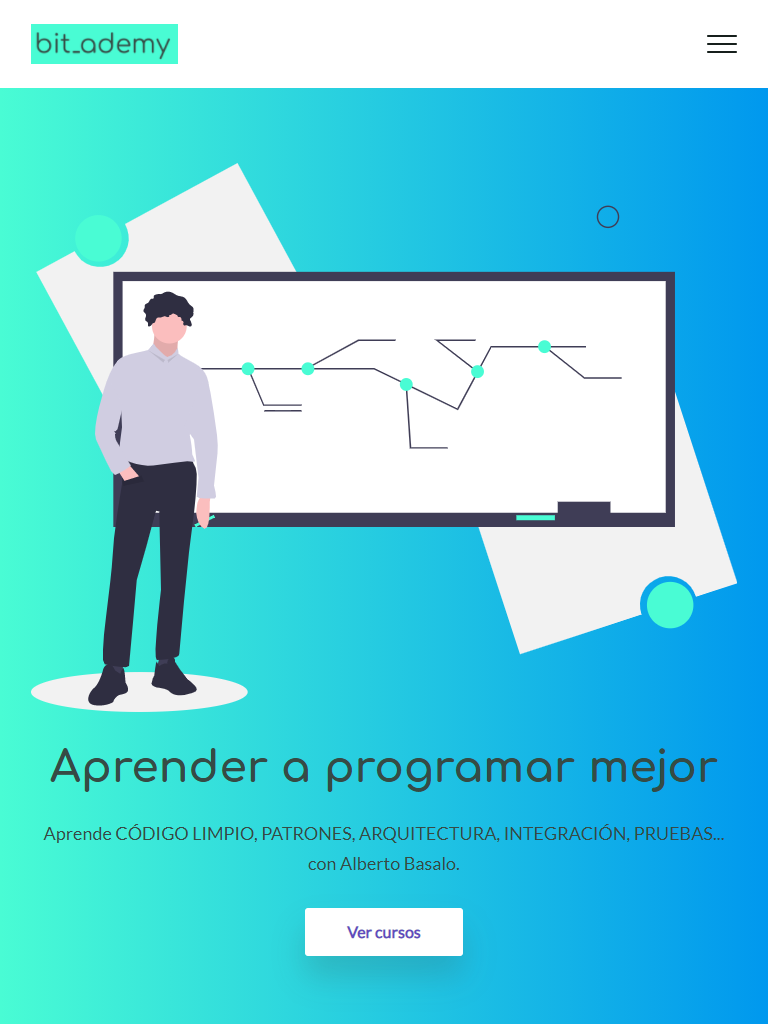 bit_ademy
Aprender a programar mejor
Aprende CÓDIGO LIMPIO, PATRONES, ARQUITECTURA, INTEGRACIÓN, PRUEBAS...
con Alberto Basalo.
Ver cursos